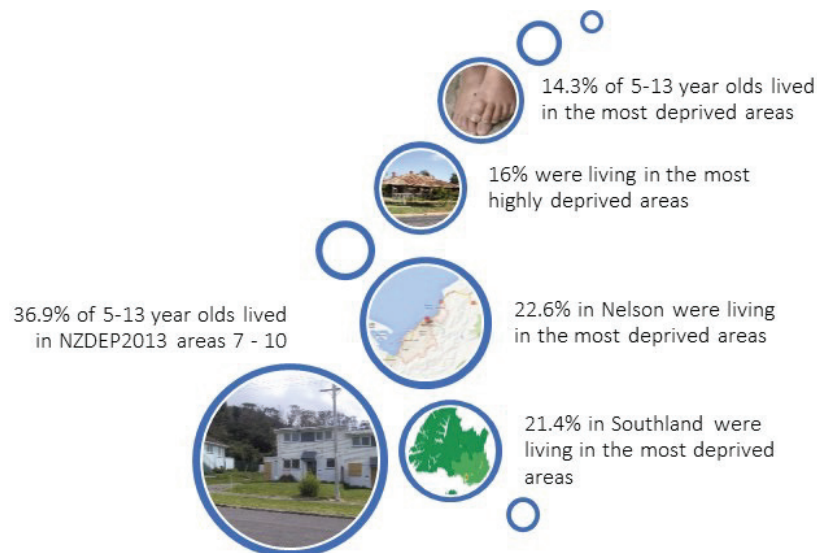 14.3% of 5-13 year olds lived
in the most deprived areas
16% were living in the most
highly deprived areas
36.9% of 5-13 year olds lived
in NZDEP2013 areas 7 - 10
22.6% in Nelson were living
in the most deprived areas
21.4% in Southland were
living in the most deprived
areas